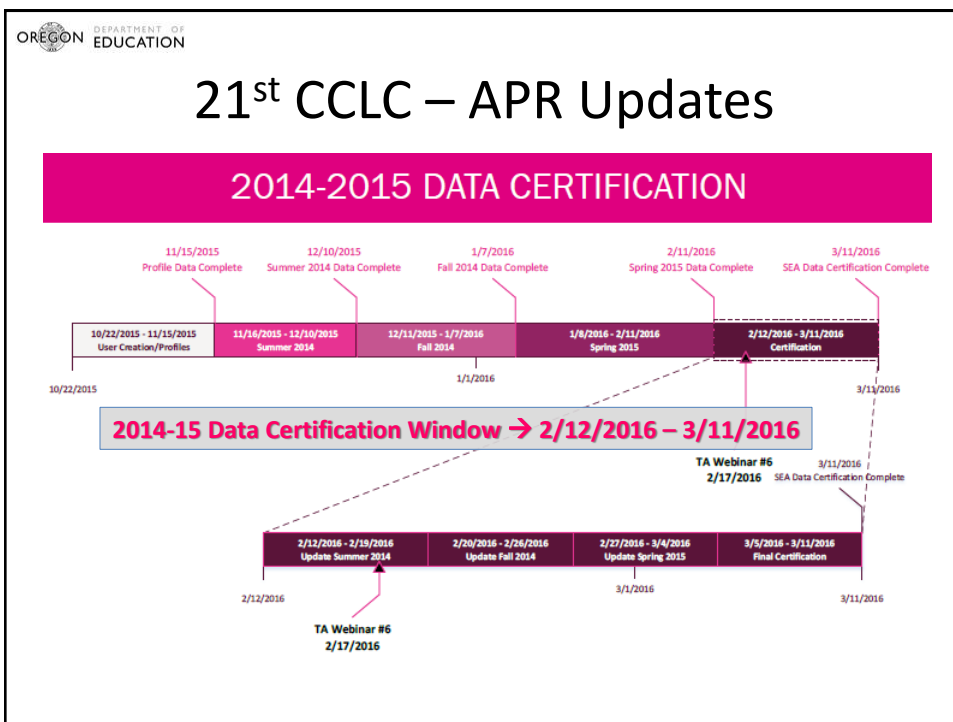 OREGON DEPARTMENT OF
EDUCATION
21st CCLC – APR Updates
2014-2015 DATA CERTIFICATION
11/15/2015
Profile Data Complete
12/10/2015
Summer 2014 Data Complete
1/7/2016
Fall 2014 Data Complete
2/11/2016
Spring 2015 Data Complete
3/11/2016
SEA Data Certification Complete
10/22/2015 - 11/15/2015
User Creation/Profiles
11/16/2015 - 12/10/2015
Summer 2014
12/11/2015 - 1/7/2016
Fall 2014
1/8/2016 - 2/11/2016
Spring 2015
2/12/2016 - 3/11/2016
Certification
10/22/2015
1/1/2016
3/11/2016
2014-15 Data Certification Window → 2/12/2016 – 3/11/2016
TA Webinar #6
2/17/2016
3/11/2016
SEA Data Certification Complete
2/12/2016 - 2/19/2016
Update Summer 2014
2/20/2016 - 2/26/2016
Update Fall 2014
2/27/2016 - 3/4/2016
Update Spring 2015
3/5/2016 - 3/11/2016
Final Certification
2/12/2016
3/1/2016
3/11/2016
TA Webinar #6
2/17/2016